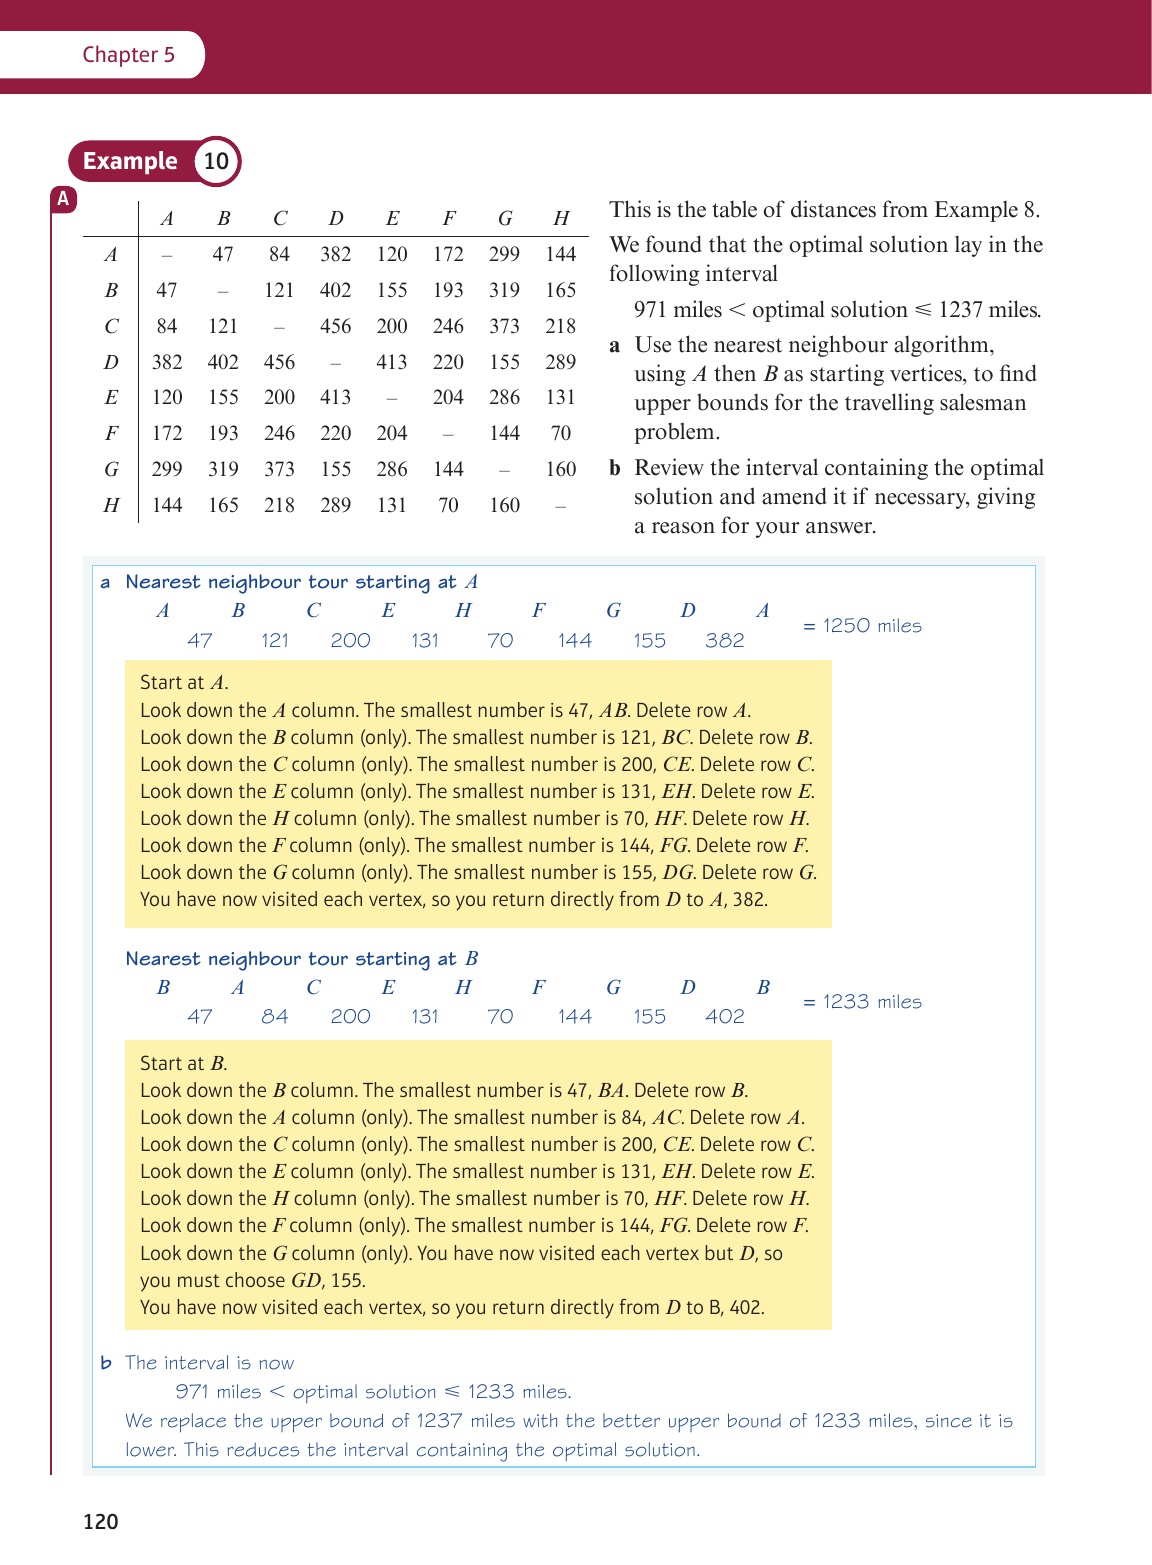 Chapter 5
Example 10
A
A B C D E F G H
A – 47 84 382 120 172 299 144
B 47 – 121 402 155 193 319 165
C 84 121 – 456 200 246 373 218
D 382 402 456 – 413 220 155 289
E 120 155 200 413 – 204 286 131
F 172 193 246 220 204 – 144 70
G 299 319 373 155 286 144 – 160
H 144 165 218 289 131 70 160 –
This is the table of distances from Example 8.
We found that the optimal solution lay in the
following interval
971 miles < optimal solution ⩽ 1237 miles.
a Use the nearest neighbour algorithm,
using A then B as starting vertices, to find
upper bounds for the travelling salesman
problem.
b Review the interval containing the optimal
solution and amend it if necessary, giving
a reason for your answer.
a Nearest neighbour tour starting at A
A B C E H F G D A
47 121 200 131 70 144 155 382 = 1250 miles
Start at A.
Look down the A column. The smallest number is 47, AB. Delete row A.
Look down the B column (only). The smallest number is 121, BC. Delete row B.
Look down the C column (only). The smallest number is 200, CE. Delete row C.
Look down the E column (only). The smallest number is 131, EH. Delete row E.
Look down the H column (only). The smallest number is 70, HF. Delete row H.
Look down the F column (only). The smallest number is 144, FG. Delete row F.
Look down the G column (only). The smallest number is 155, DG. Delete row G.
You have now visited each vertex, so you return directly from D to A, 382.
Nearest neighbour tour starting at B
B A C E H F G D B
47 84 200 131 70 144 155 402 = 1233 miles
Start at B.
Look down the B column. The smallest number is 47, BA. Delete row B.
Look down the A column (only). The smallest number is 84, AC. Delete row A.
Look down the C column (only). The smallest number is 200, CE. Delete row C.
Look down the E column (only). The smallest number is 131, EH. Delete row E.
Look down the H column (only). The smallest number is 70, HF. Delete row H.
Look down the F column (only). The smallest number is 144, FG. Delete row F.
Look down the G column (only). You have now visited each vertex but D, so
you must choose GD, 155.
You have now visited each vertex, so you return directly from D to B, 402.
b The interval is now
971 miles < optimal solution ⩽ 1233 miles.
We replace the upper bound of 1237 miles with the better upper bound of 1233 miles, since it is
lower. This reduces the interval containing the optimal solution.
120